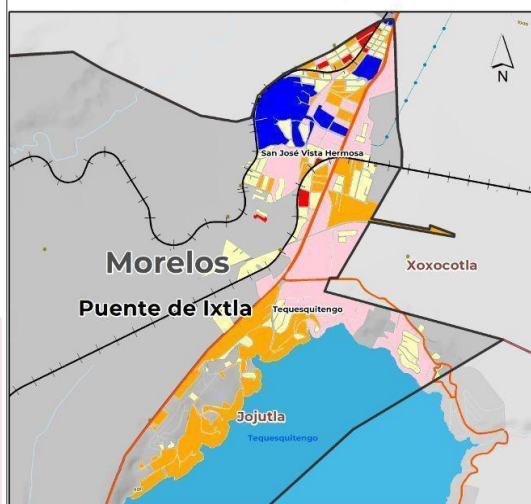 N
San José Vista Hermosa
Morelos
Xoxocotla
Puente de Ixtla
Tequesquitengo
Jojutla
Tequesquitengo